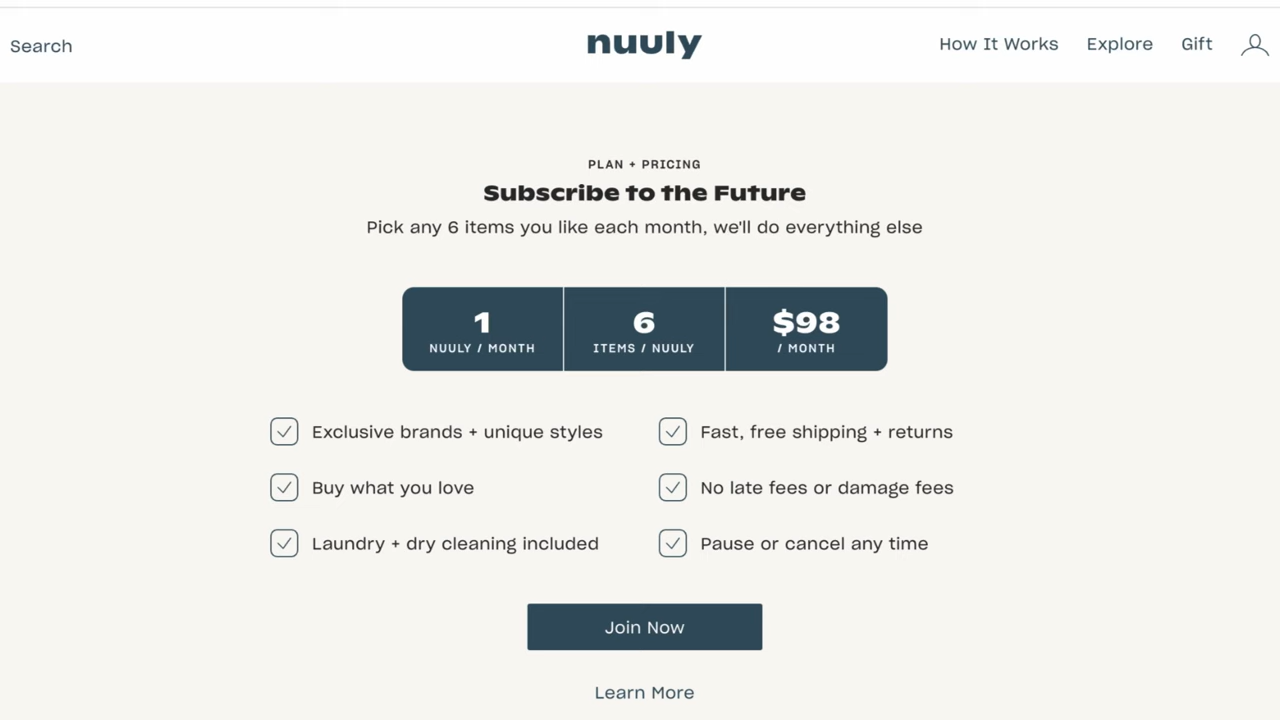 Search
nuuly
How It Works
Explore
Gift
PLAN + PRICING
Subscribe to the Future
Pick any 6 items you like each month, we'll do everything else
1
NUULY / MONTH
6
ITEMS / NUULY
$98
/ MONTH
Exclusive brands + unique styles
Fast, free shipping + returns
Buy what you love
No late fees or damage fees
Laundry + dry cleaning included
Pause or cancel any time
Join Now
Learn More